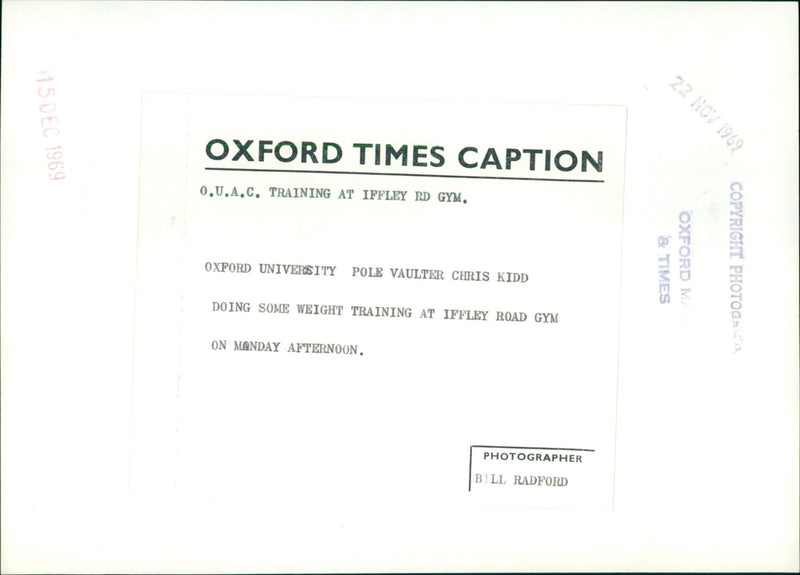 15 DEC 1969
22 NOV 1969
OXFORD TIMES CAPTION
O.U.A.C. TRAINING AT IFFLEY RD GYM.
OXFORD UNIVERSITY POLE VAULTER CHRIS KIDD
DOING SOME WEIGHT TRAINING AT IFFLEY ROAD GYM
ON MONDAY AFTERNOON.
PHOTOGRAPHER
BILL RADFORD
COPYRIGHT
OXFORD
& TIMES